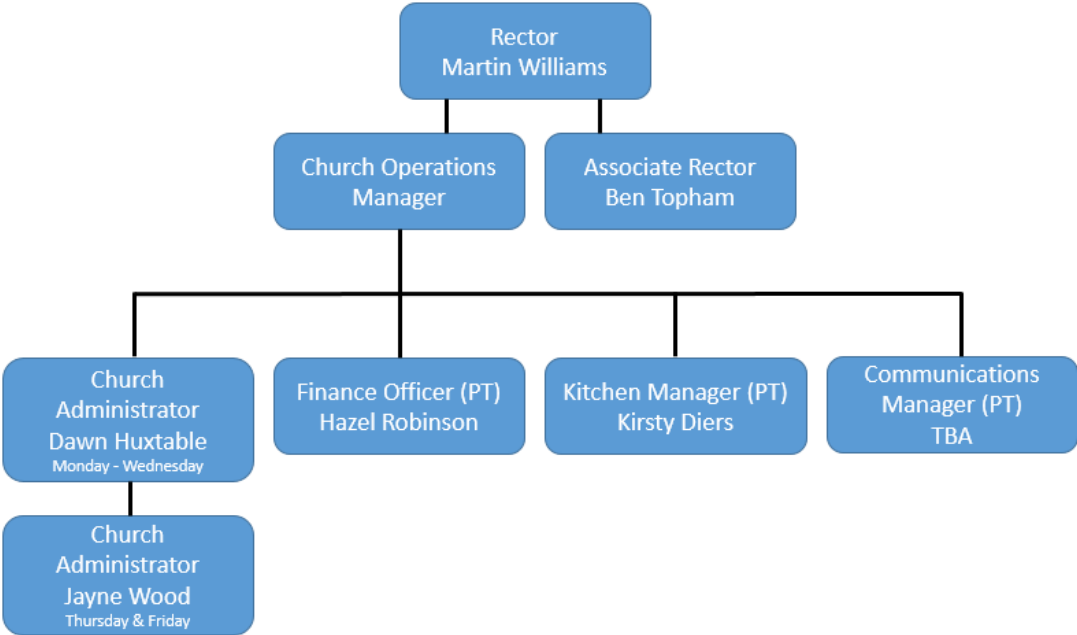 Rector
Martin Williams
Church Operations
Manager
Associate Rector
Ben Topham
Church
Administrator
Dawn Huxtable
Monday - Wednesday
Finance Officer (PT)
Hazel Robinson
Kitchen Manager (PT)
Kirsty Diers
Communications
Manager (PT)
TBA
Church
Administrator
Jayne Wood
Thursday & Friday